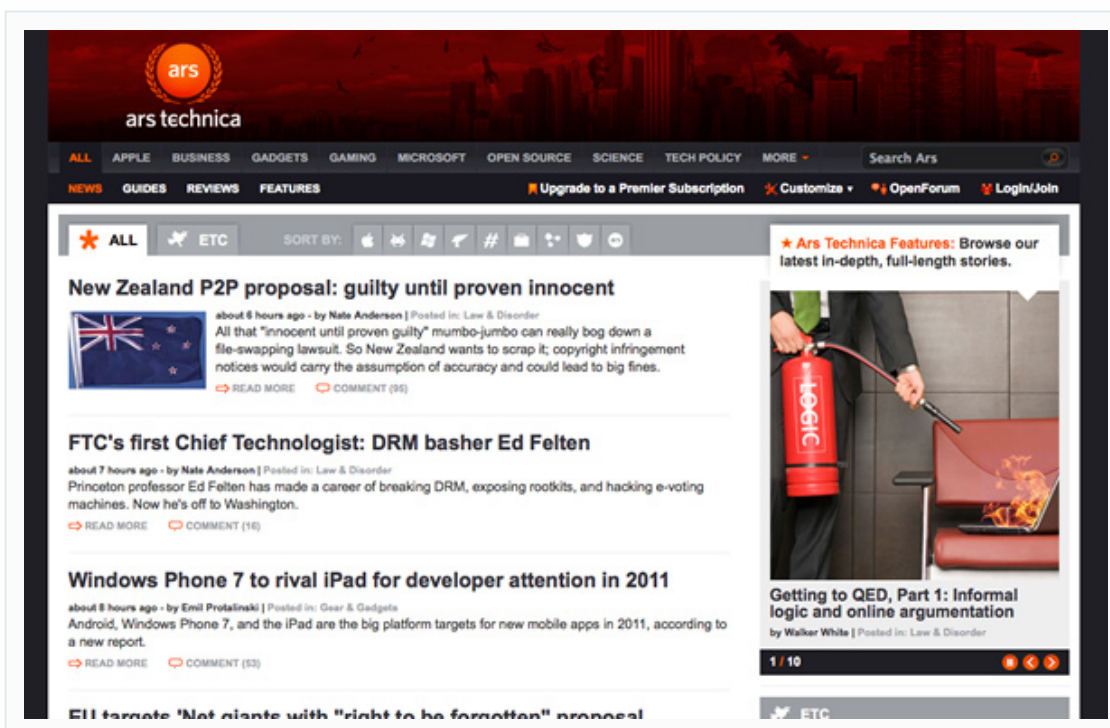 ars
ars technica
ALL APPLE BUSINESS GADGETS GAMING MICROSOFT OPEN SOURCE SCIENCE TECH POLICY MORE Search Ars
NEWS GUIDES REVIEWS FEATURES Upgrade to a Premier Subscription Customize OpenForum Login/Join
ALL ETC SORT BY: #
New Zealand P2P proposal: guilty until proven innocent
about 6 hours ago - by Nate Anderson | Posted in: Law & Disorder
All that "innocent until proven guilty" mumbo-jumbo can really bog down a
file-swapping lawsuit. So New Zealand wants to scrap it; copyright infringement
notices would carry the assumption of accuracy and could lead to big fines.
READ MORE COMMENT (95)
FTC's first Chief Technologist: DRM basher Ed Felten
about 7 hours ago - by Nate Anderson | Posted in: Law & Disorder
Princeton professor Ed Felten has made a career of breaking DRM, exposing rootkits, and hacking e-voting
machines. Now he's off to Washington.
READ MORE COMMENT (16)
Windows Phone 7 to rival iPad for developer attention in 2011
about 8 hours ago - by Emil Protalinski | Posted in: Gear & Gadgets
Android, Windows Phone 7, and the iPad are the big platform targets for new mobile apps in 2011, according to
a new report.
READ MORE COMMENT (53)
EU targets 'Net giants with "right to be forgotten" proposal
★ Ars Technica Features: Browse our
latest in-depth, full-length stories.
LOGIC
Getting to QED, Part 1: Informal
logic and online argumentation
by Walker White | Posted in: Law & Disorder
1 / 10
ETC